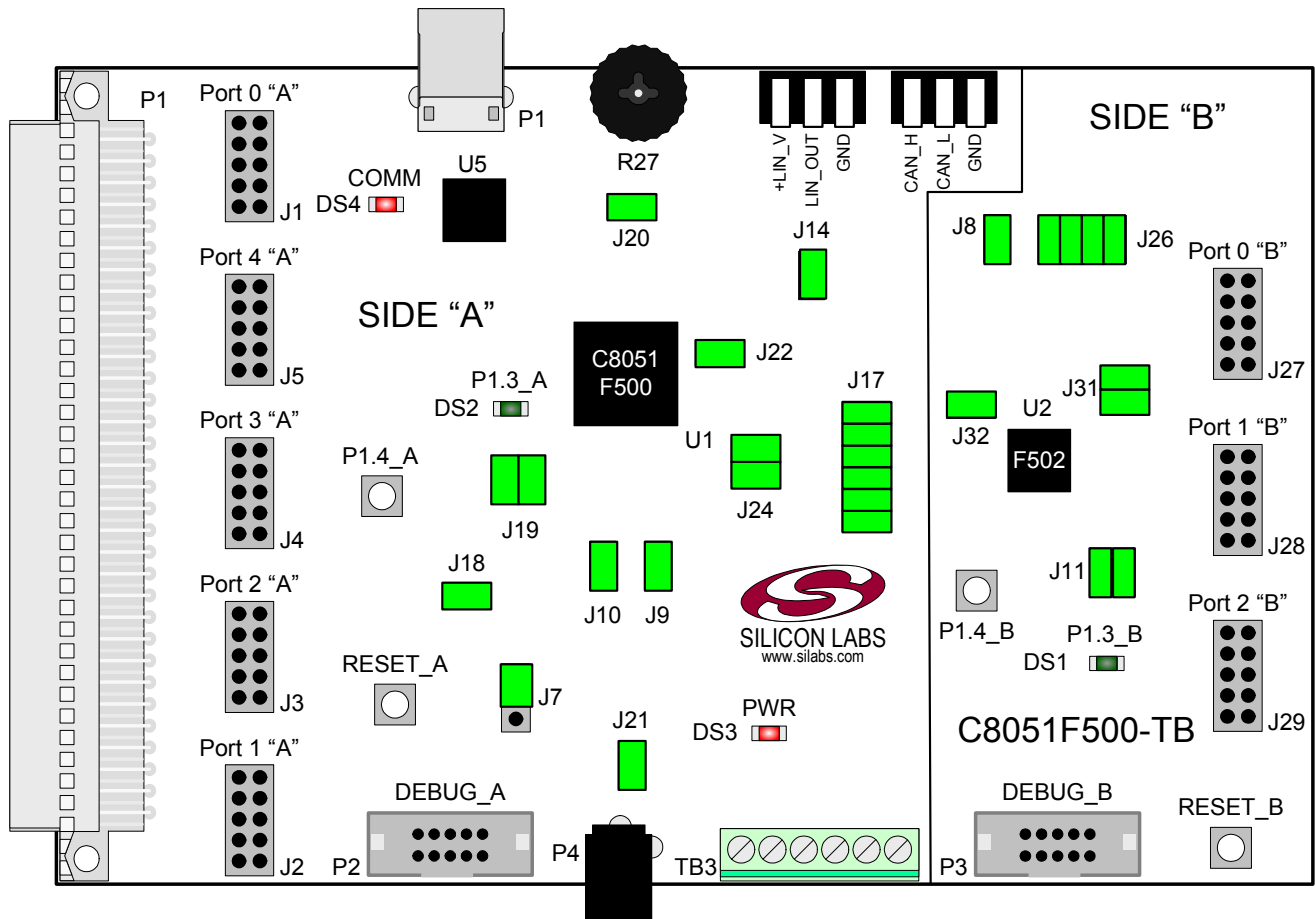 P1
Port 0 “A”
J1
P1
U5
COMM
DS4
R27
J20
+LIN_V
LIN_OUT
GND
CAN_H
CAN_L
GND
SIDE “B”
J14
J8
J26
Port 0 “B”
J27
Port 4 “A”
J5
SIDE “A”
C8051
F500
J22
P1.3_A
DS2
J17
J31
J32
U2
F502
U1
J24
Port 3 “A”
J4
P1.4_A
J19
Port 1 “B”
J28
J18
J10
J9
SILICON LABS
www.silabs.com
J11
P1.4_B
P1.3_B
DS1
Port 2 “B”
J29
Port 2 “A”
J3
RESET_A
J7
J21
PWR
DS3
C8051F500-TB
Port 1 “A”
J2
DEBUG_A
P2
P4
TB3
DEBUG_B
P3
RESET_B